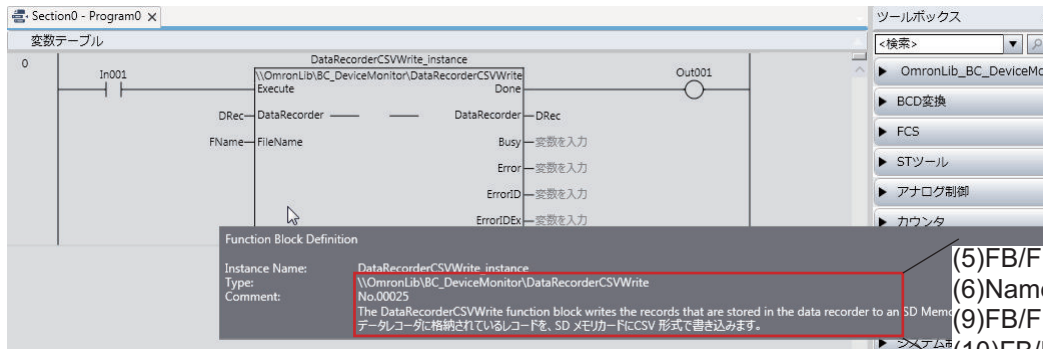 Section0 - Program0
ツールボックス
変数テーブル
<検索>
0
In001
DataRecorderCSVWrite_instance
\\OmronLib\BC_DeviceMonitor\DataRecorderCSVWrite
Out001
Execute
Done
DRec
DataRecorder
DataRecorder
DRec
FName
FileName
Busy
変数を入力
Error
変数を入力
ErrorID
変数を入力
ErrorIDEx
変数を入力
OmronLib_BC_DeviceMo
BCD変換
FCS
STツール
アナログ制御
カウンタ
Function Block Definition
Instance Name: DataRecorderCSVWrite_instance
Type: \\OmronLib\BC_DeviceMonitor\DataRecorderCSVWrite
Comment: No.00025
The DataRecorderCSVWrite function block writes the records that are stored in the data recorder to an SD Mem
データレコーダに格納されているレコードを、SD メモリカードにCSV 形式で書き込みます。
(5)FB/F
(6)Name
(9)FB/F